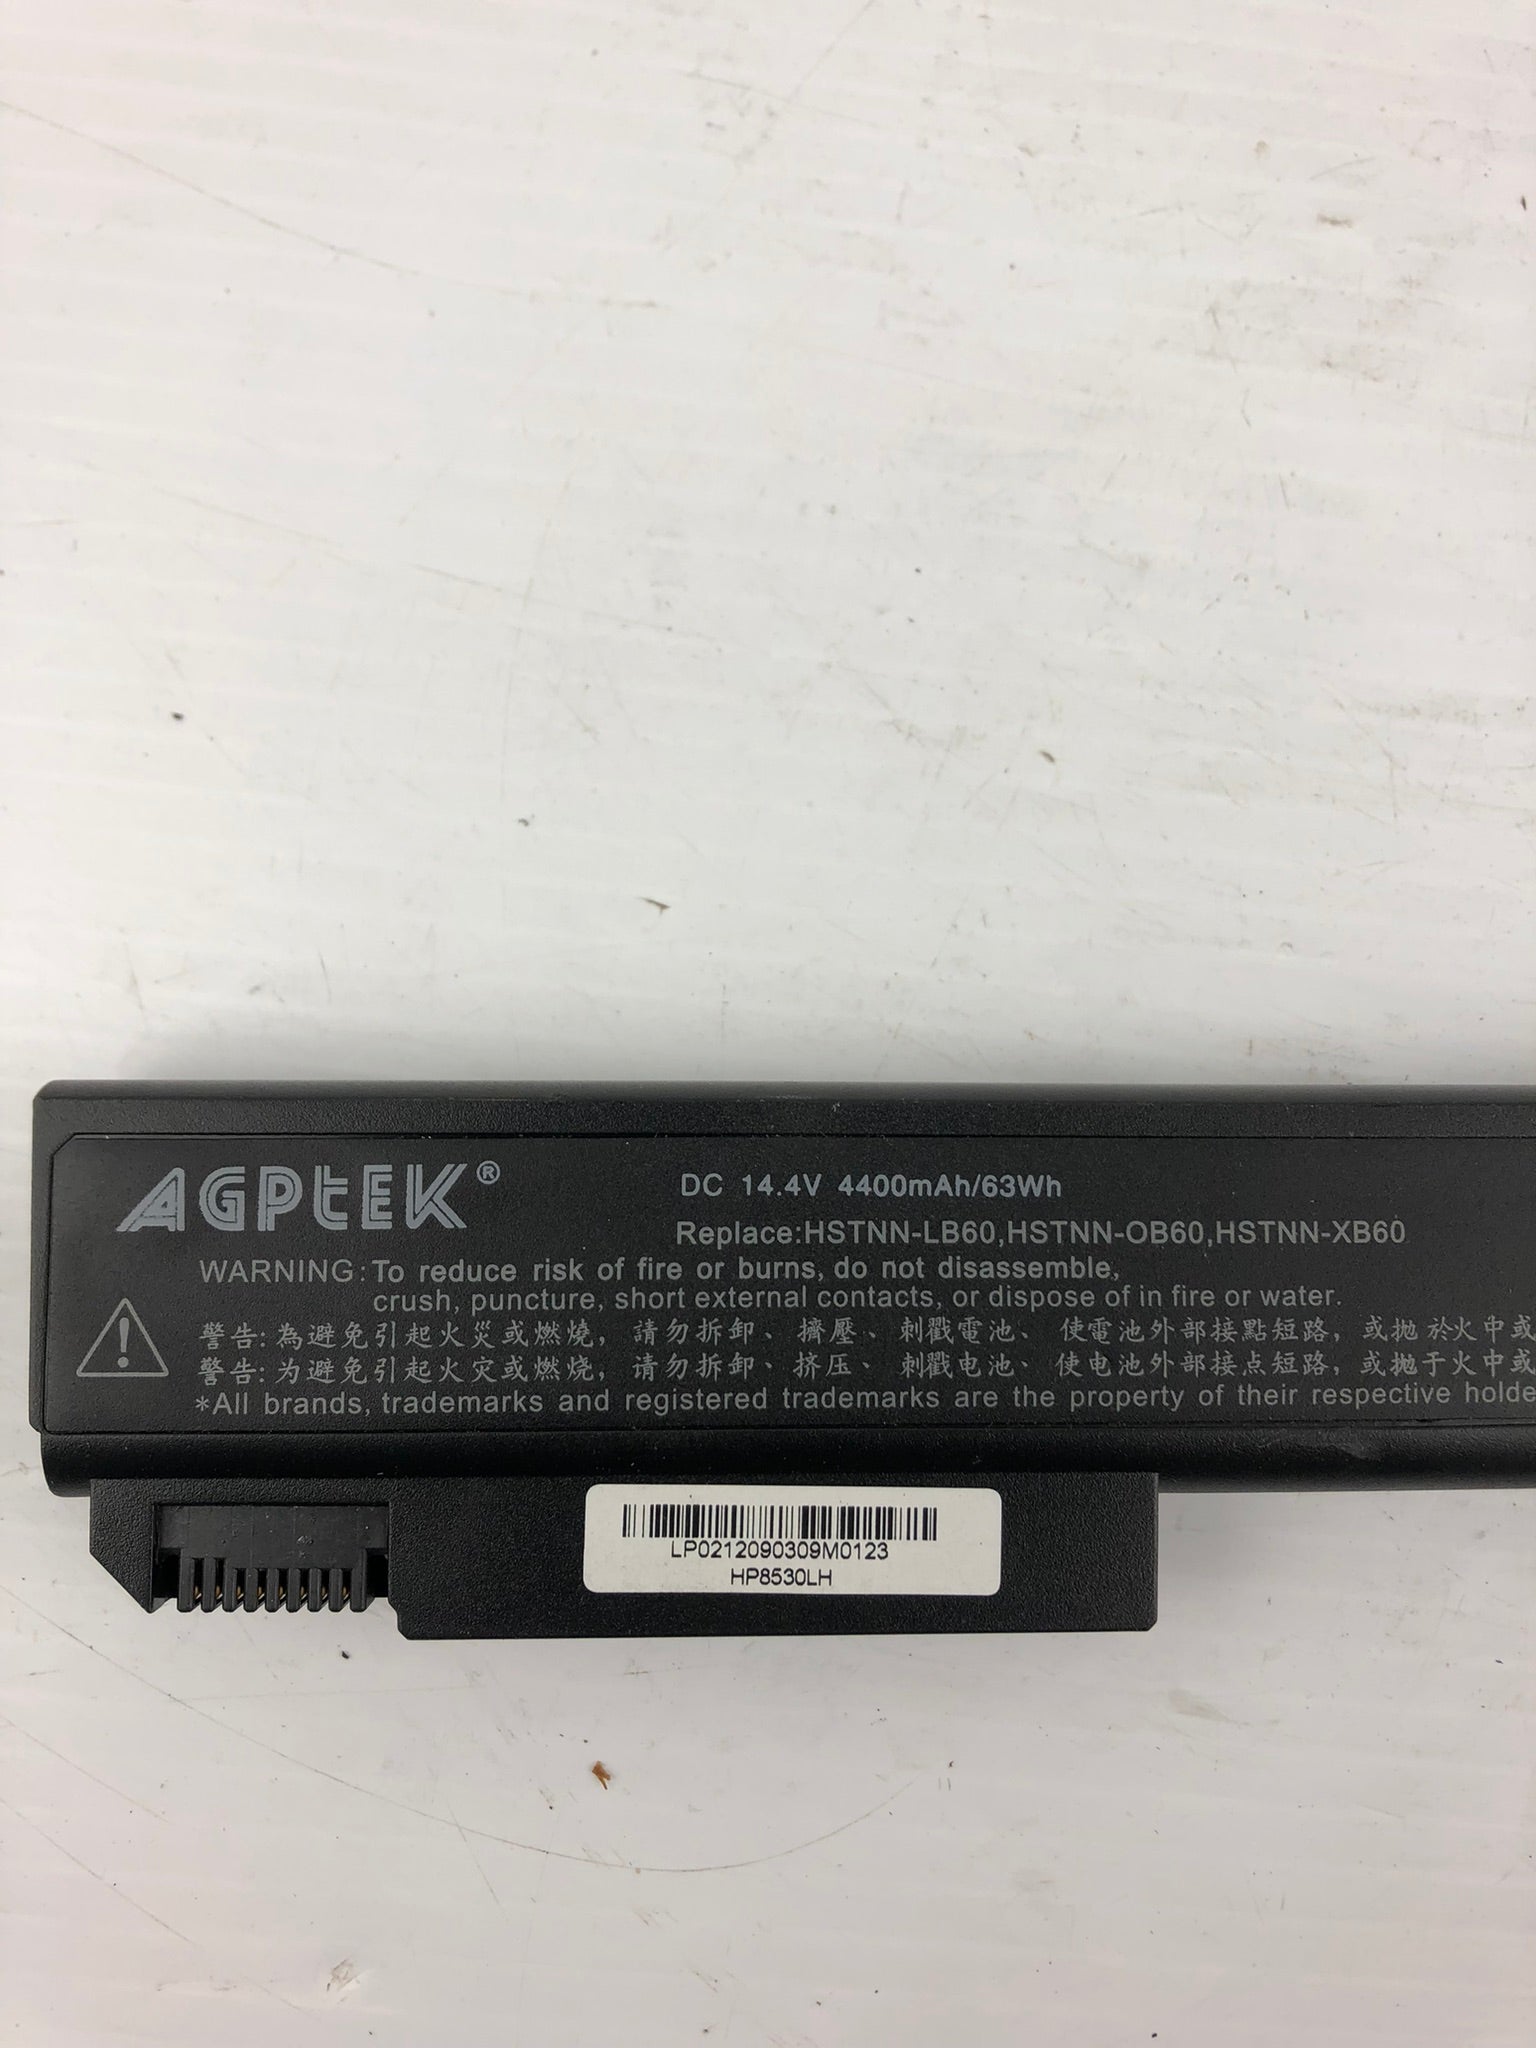 AGPtEK®
DC 14.4V 4400mAh/63Wh
Replace:HSTNN-LB60,HSTNN-OB60,HSTNN-XB60
WARNING: To reduce risk of fire or burns, do not disassemble,
crush, puncture, short external contacts, or dispose of in fire or water.
警告:為避免引起火災或燃燒，請勿拆卸、擠壓、刺戳電池、使電池外部接點短路，或拋於火中或
警告:为避免引起火灾或燃烧，请勿拆卸、挤压、刺戳电池、使电池外部接点短路，或抛于火中或
*All brands, trademarks and registered trademarks are the property of their respective holde
LP0212090309M0123
HP8530LH